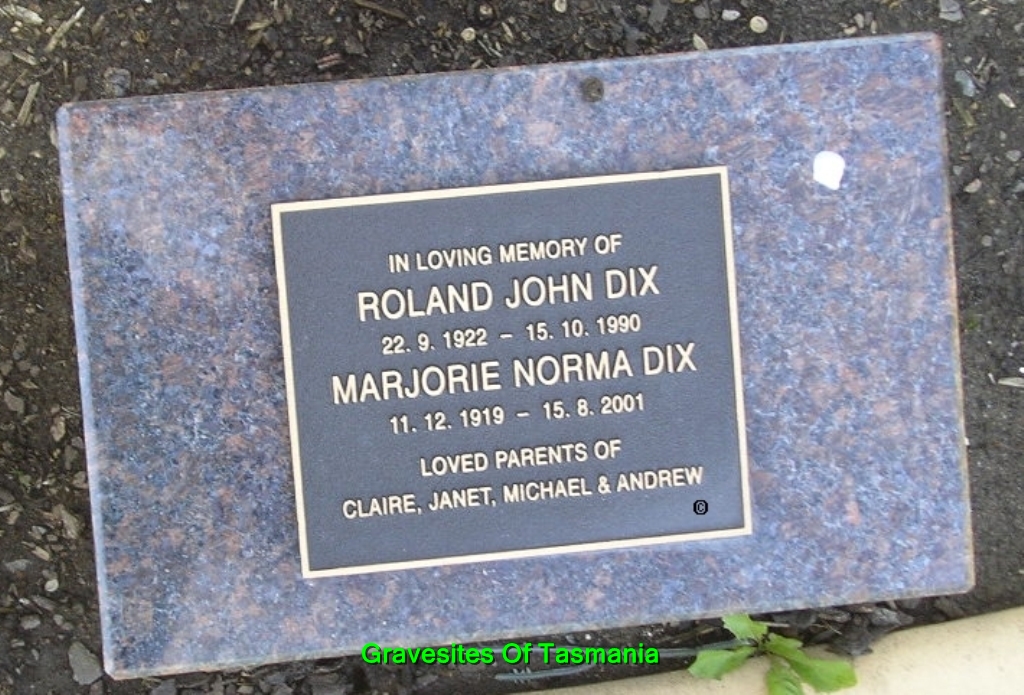 IN LOVING MEMORY OF
ROLAND JOHN DIX
22. 9. 1922 – 15. 10. 1990
MARJORIE NORMA DIX
11. 12. 1919 – 15. 8. 2001
LOVED PARENTS OF
CLAIRE, JANET, MICHAEL & ANDREW
©
Gravesites Of Tasmania